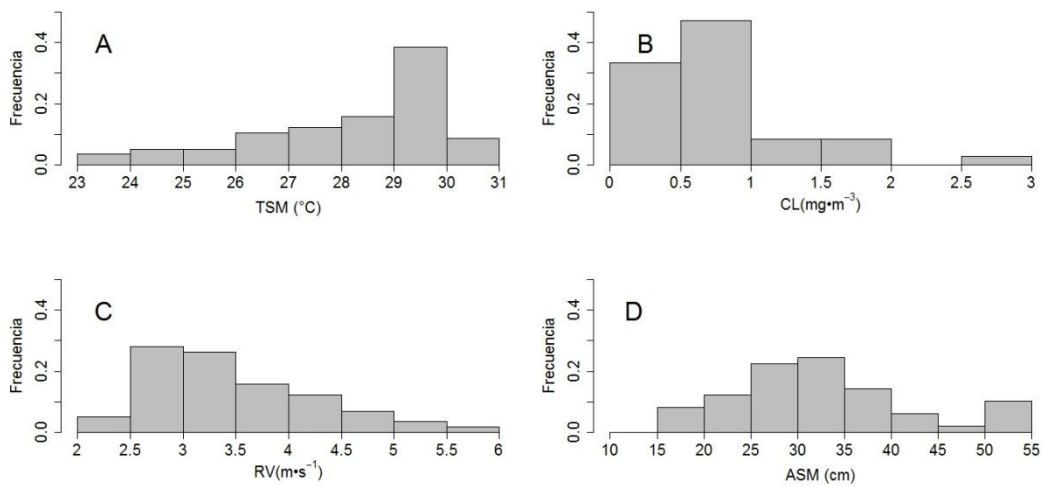 A
Frecuencia
0.0 0.2 0.4
23 24 25 26 27 28 29 30 31
TSM (°C)
B
Frecuencia
0.0 0.2 0.4
0 0.5 1 1.5 2 2.5 3
CL(mg•m⁻³)
C
Frecuencia
0.0 0.2 0.4
2 2.5 3 3.5 4 4.5 5 5.5 6
RV(m•s⁻¹)
D
Frecuencia
0.0 0.2 0.4
10 15 20 25 30 35 40 45 50 55
ASM (cm)